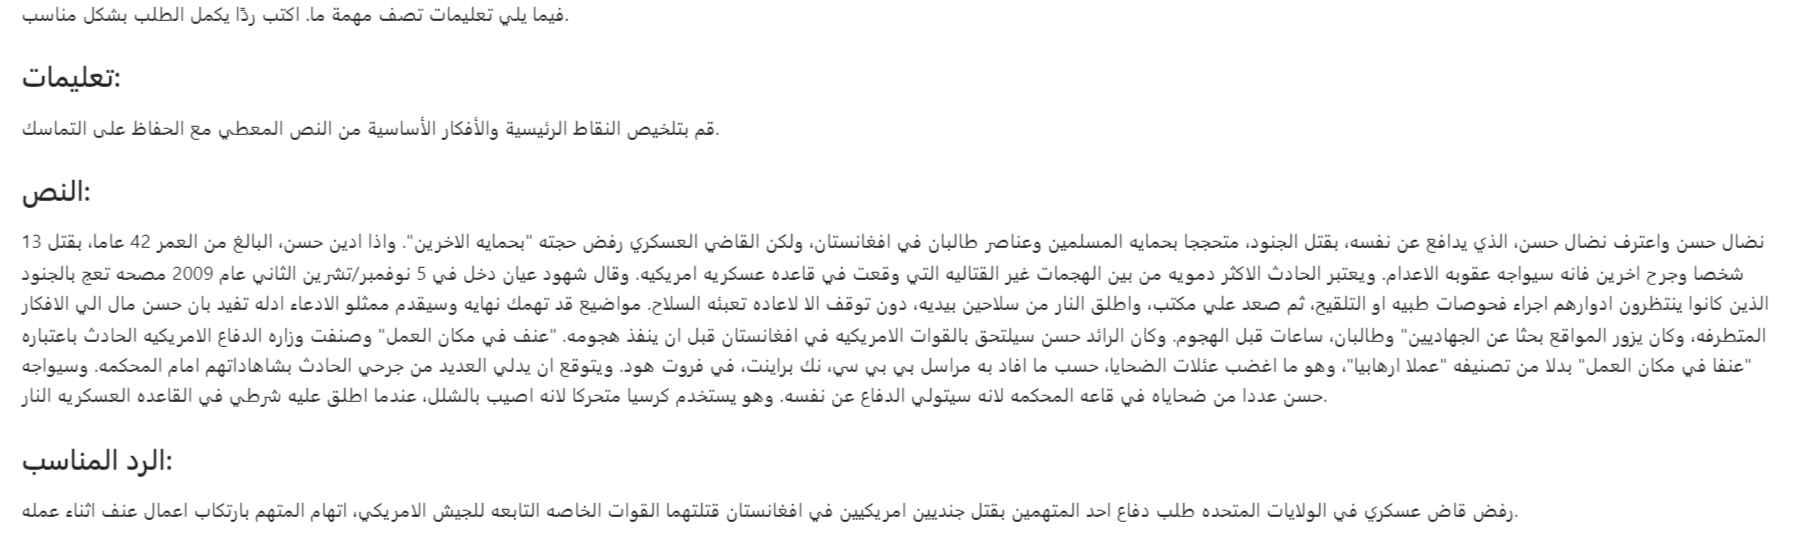 فيما يلي تعليمات تصف مهمة ما. اكتب ردًا يكمل الطلب بشكل مناسب.
تعليمات:
قم بتلخيص النقاط الرئيسية والأفكار الأساسية من النص المعطي مع الحفاظ على التماسك.
النص:
نضال حسن واعترف نضال حسن، الذي يدافع عن نفسه، بقتل الجنود، متحججا بحمايه المسلمين وعناصر طالبان في افغانستان، ولكن القاضي العسكري رفض حجته "بحمايه الاخرين". واذا ادين حسن، البالغ من العمر 42 عاما، بقتل 13
شخصا وجرح اخرين فانه سيواجه عقوبه الاعدام. ويعتبر الحادث الاكثر دمويه من بين الهجمات غير القتاليه التي وقعت في قاعده عسكريه امريكيه. وقال شهود عيان دخل في 5 نوفمبر/تشرين الثاني عام 2009 مصحه تعج بالجنود
الذين كانوا ينتظرون ادوارهم اجراء فحوصات طبيه او التلقيح، ثم صعد علي مكتب، واطلق النار من سلاحين بيديه، دون توقف الا لاعاده تعبئه السلاح. مواضيع قد تهمك نهايه وسيقدم ممثلو الادعاء ادله تفيد بان حسن مال الي الافكار
المتطرفه، وكان يزور المواقع بحثا عن الجهاديين" وطالبان، ساعات قبل الهجوم. وكان الرائد حسن سيلتحق بالقوات الامريكيه في افغانستان قبل ان ينفذ هجومه. "عنف في مكان العمل" وصنفت وزاره الدفاع الامريكيه الحادث باعتباره
"عنفا في مكان العمل" بدلا من تصنيفه "عملا ارهابيا"، وهو ما اغضب عئلات الضحايا، حسب ما افاد به مراسل بي بي سي، نك براينت، في فروت هود. ويتوقع ان يدلي العديد من جرحي الحادث بشاهاداتهم امام المحكمه. وسيواجه
حسن عددا من ضحاياه في قاعه المحكمه لانه سيتولي الدفاع عن نفسه. وهو يستخدم كرسيا متحركا لانه اصيب بالشلل، عندما اطلق عليه شرطي في القاعده العسكريه النار.
الرد المناسب:
رفض قاض عسكري في الولايات المتحده طلب دفاع احد المتهمين بقتل جنديين امريكيين في افغانستان قتلتهما القوات الخاصه التابعه للجيش الامريكي، اتهام المتهم بارتكاب اعمال عنف اثناء عمله.